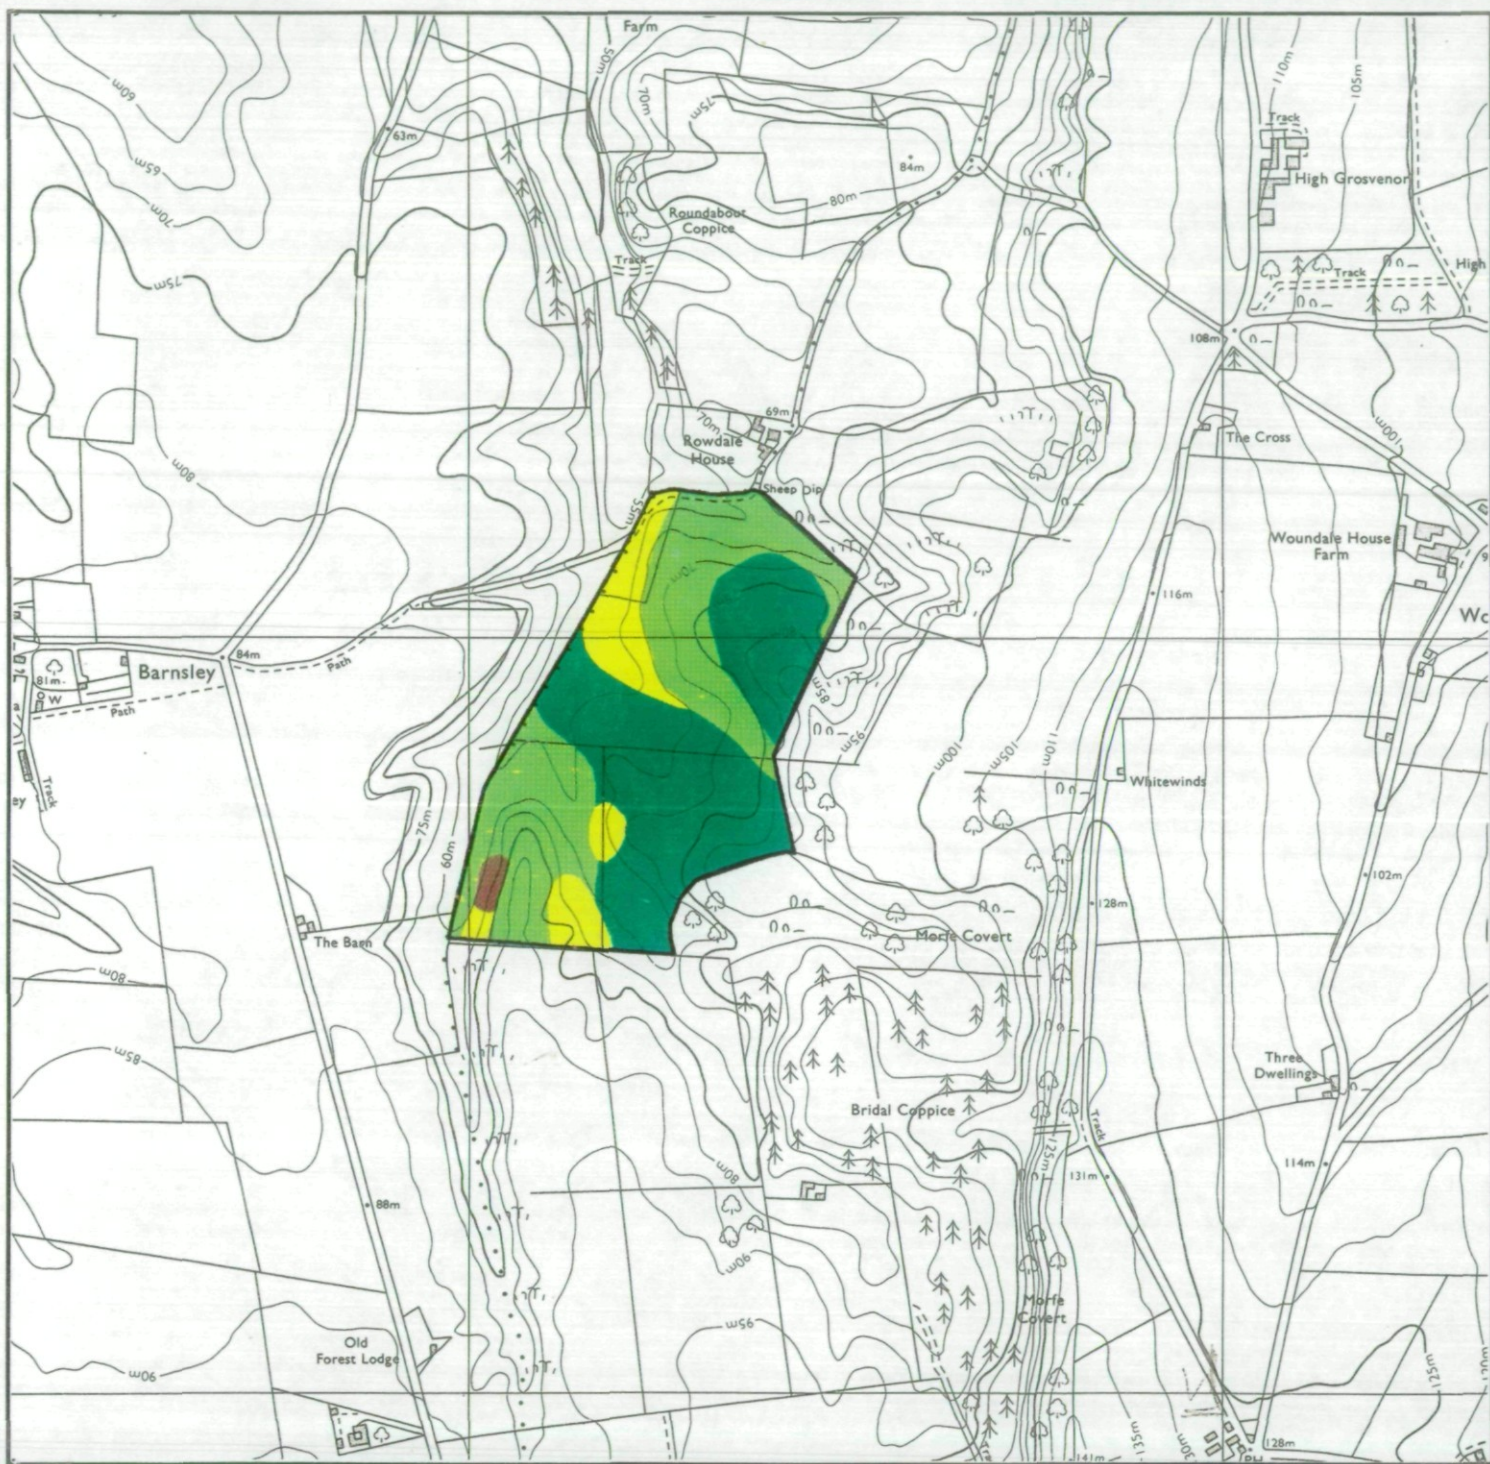 Farm
60m
50m
70m
75m
110m
105m
63m
Track
65m
84m
High Grosvenor
70m
80m
Roundabout
Coppice
Track
Track
High
75m
108m
69m
70m
100m
Rowdale
House
The Cross
80m
Sheep Dip
55m
Woundale House
Farm
70m
116m
84m
Barnsley
Path
81m
W
Path
85m
95m
100m
105m
110m
Whitewinds
Track
ey
75m
60m
102m
128m
The Barn
Morfe Covert
80m
85m
Three
Dwellings
Bridal Coppice
Track
125m
80m
131m
114m
88m
90m
Morfe
Covert
95m
Old
Forest Lodge
90m
125m
135m
128m
141m